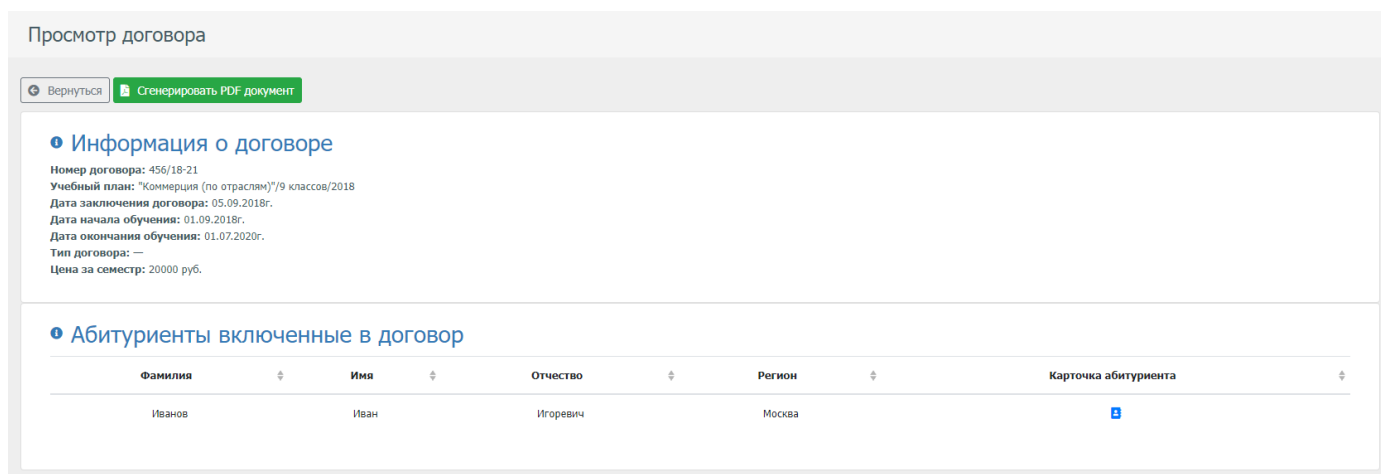 Просмотр договора
Вернуться Сгенерировать PDF документ
Информация о договоре
Номер договора: 456/18-21
Учебный план: "Коммерция (по отраслям)"/9 классов/2018
Дата заключения договора: 05.09.2018г.
Дата начала обучения: 01.09.2018г.
Дата окончания обучения: 01.07.2020г.
Тип договора: —
Цена за семестр: 20000 руб.
Абитуриенты включенные в договор
Фамилия Имя Отчество Регион Карточка абитуриента
Иванов Иван Игоревич Москва